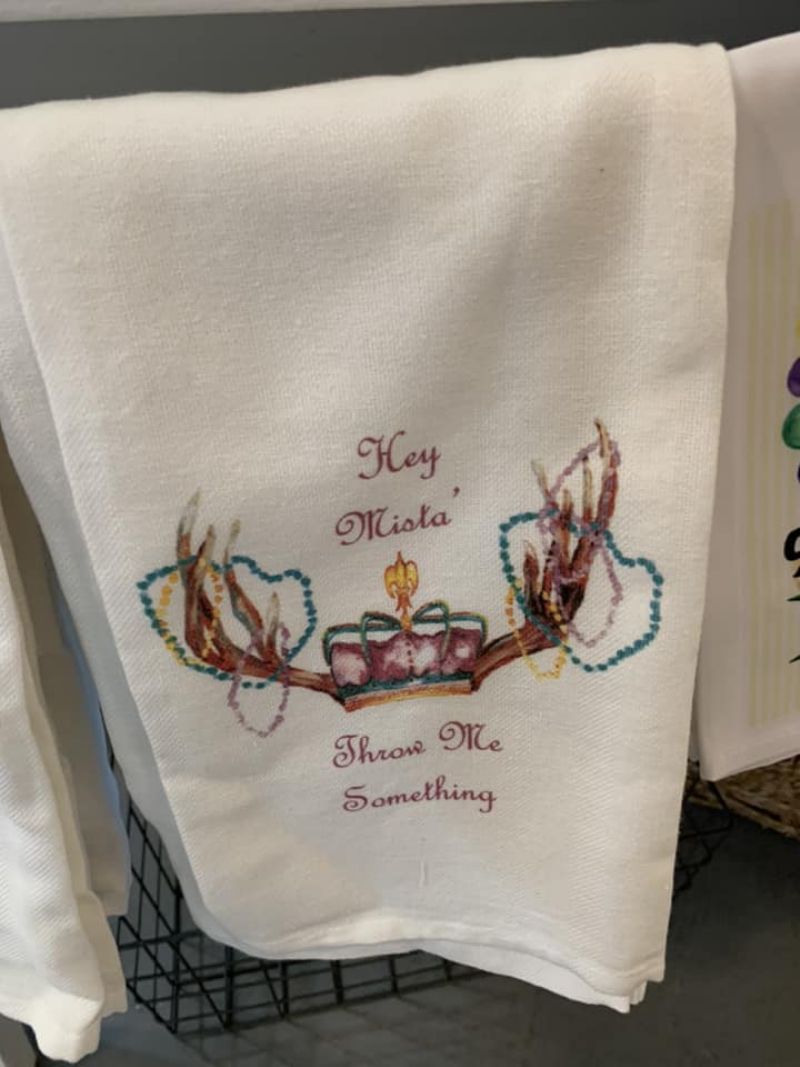 Hey
Mista'
Throw Me
Something